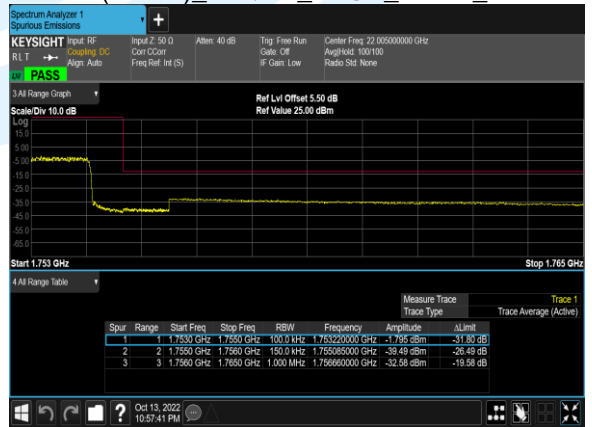 Spectrum Analyzer 1
Spurious Emissions
+
KEYSIGHT
RLT
LXI PASS
Input: RF
Coupling: DC
Align: Auto
Input Z: 50 Ω
Corr CCorr
Freq Ref: Int (S)
Atten: 40 dB
Trig: Free Run
Gate: Off
IF Gain: Low
Center Freq: 22.005000000 GHz
Avg|Hold: 100/100
Radio Std: None
3 All Range Graph
Scale/Div 10.0 dB
Ref Lvl Offset 5.50 dB
Ref Value 25.00 dBm
Log
15.0
5.00
-5.00
-15.0
-25.0
-35.0
-45.0
-55.0
-65.0
Start 1.753 GHz
Stop 1.765 GHz
4 All Range Table
Measure Trace Trace 1
Trace Type Trace Average (Active)
Spur Range Start Freq Stop Freq RBW Frequency Amplitude ΔLimit
1 1 1.7530 GHz 1.7550 GHz 100.0 kHz 1.753220000 GHz -1.795 dBm -31.80 dB
2 2 1.7550 GHz 1.7560 GHz 150.0 kHz 1.755085000 GHz -39.49 dBm -26.49 dB
3 3 1.7560 GHz 1.7650 GHz 1.000 MHz 1.756660000 GHz -32.58 dBm -19.58 dB
?
Oct 13, 2022
10:57:41 PM